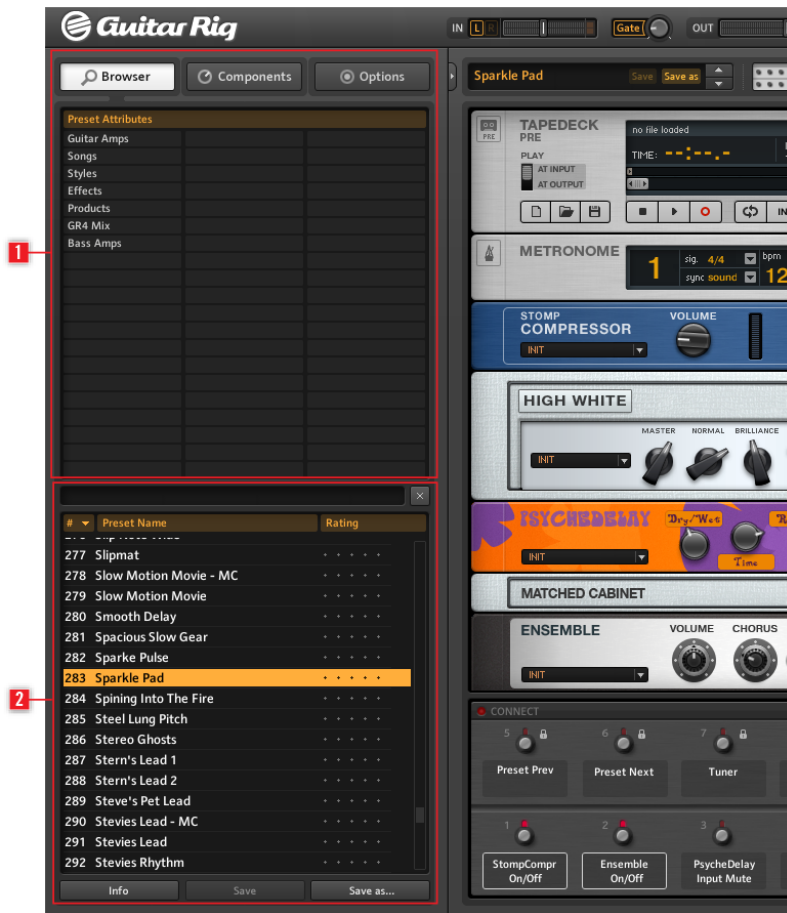 Guitar Rig
IN L R Gate OUT
Browser Components Options
Sparkle Pad Save Save as
Preset Attributes
Guitar Amps
Songs
Styles
Effects
Products
GR4 Mix
Bass Amps
1
PRE
TAPEDECK
PRE
PLAY
AT INPUT
AT OUTPUT
no file loaded
TIME: --:--.-
IN
METRONOME
1
sig. 4/4 bpm
sync sound 12
STOMP
COMPRESSOR
VOLUME
INIT
HIGH WHITE
MASTER NORMAL BRILLIANCE
INIT
PSYCHEDELAY
Dry/Wet
Time
INIT
MATCHED CABINET
ENSEMBLE
VOLUME CHORUS
INIT
2
# Preset Name Rating
277 Slipmat
278 Slow Motion Movie - MC
279 Slow Motion Movie
280 Smooth Delay
281 Spacious Slow Gear
282 Sparke Pulse
283 Sparkle Pad
284 Spining Into The Fire
285 Steel Lung Pitch
286 Stereo Ghosts
287 Stern's Lead 1
288 Stern's Lead 2
289 Steve's Pet Lead
290 Stevies Lead - MC
291 Stevies Lead
292 Stevies Rhythm
Info Save Save as...
CONNECT
5 6 7
Preset Prev Preset Next Tuner
1 2 3
StompCompr
On/Off
Ensemble
On/Off
PsycheDelay
Input Mute